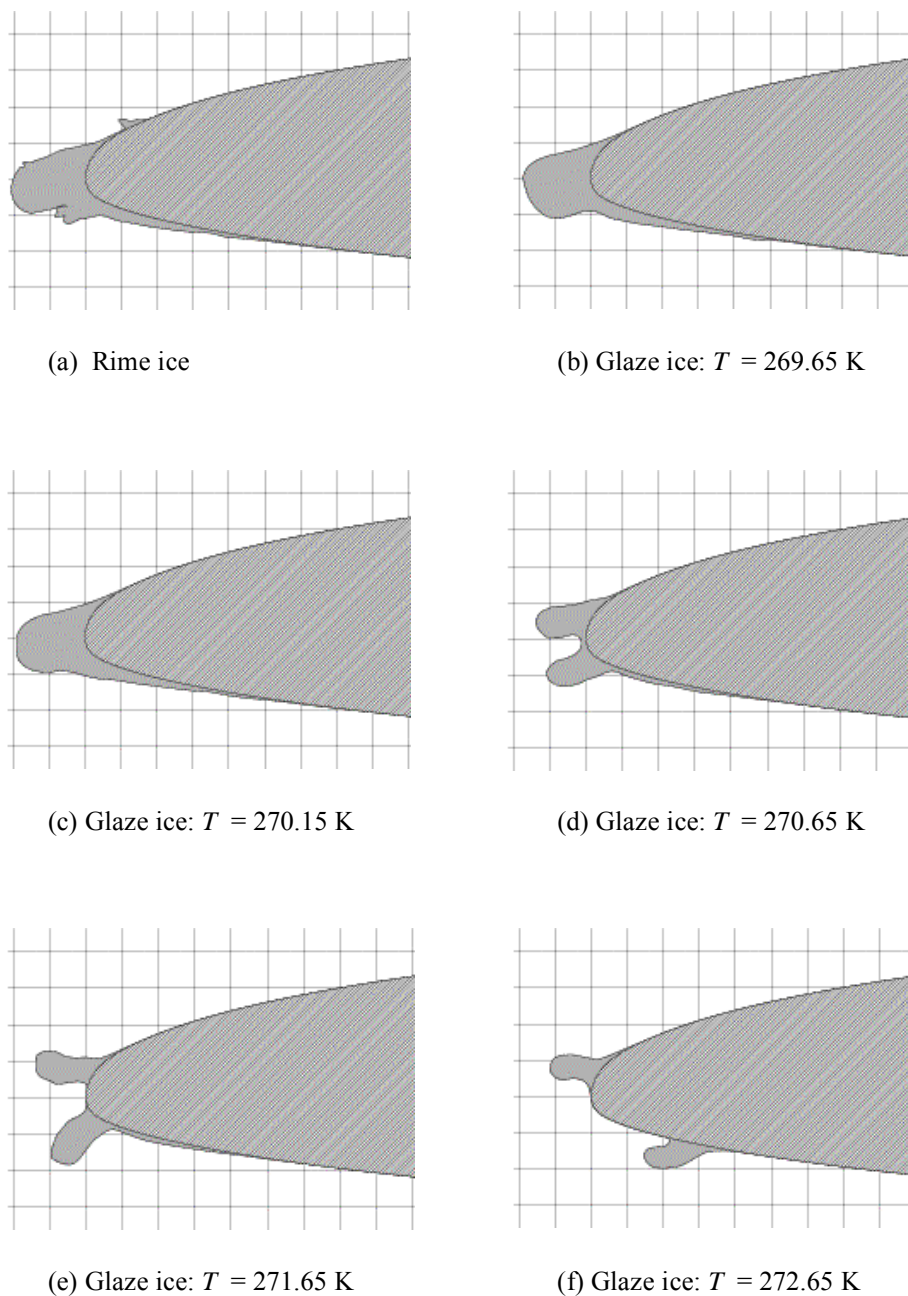 (a) Rime ice
(b) Glaze ice: T = 269.65 K
(c) Glaze ice: T = 270.15 K
(d) Glaze ice: T = 270.65 K
(e) Glaze ice: T = 271.65 K
(f) Glaze ice: T = 272.65 K